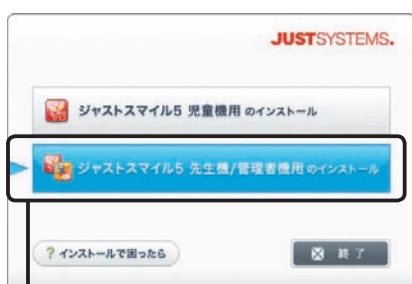 JUSTSYSTEMS.
ジャストスマイル5 児童機用 のインストール
ジャストスマイル5 先生機/管理者機用 のインストール
? インストールで困ったら
終了